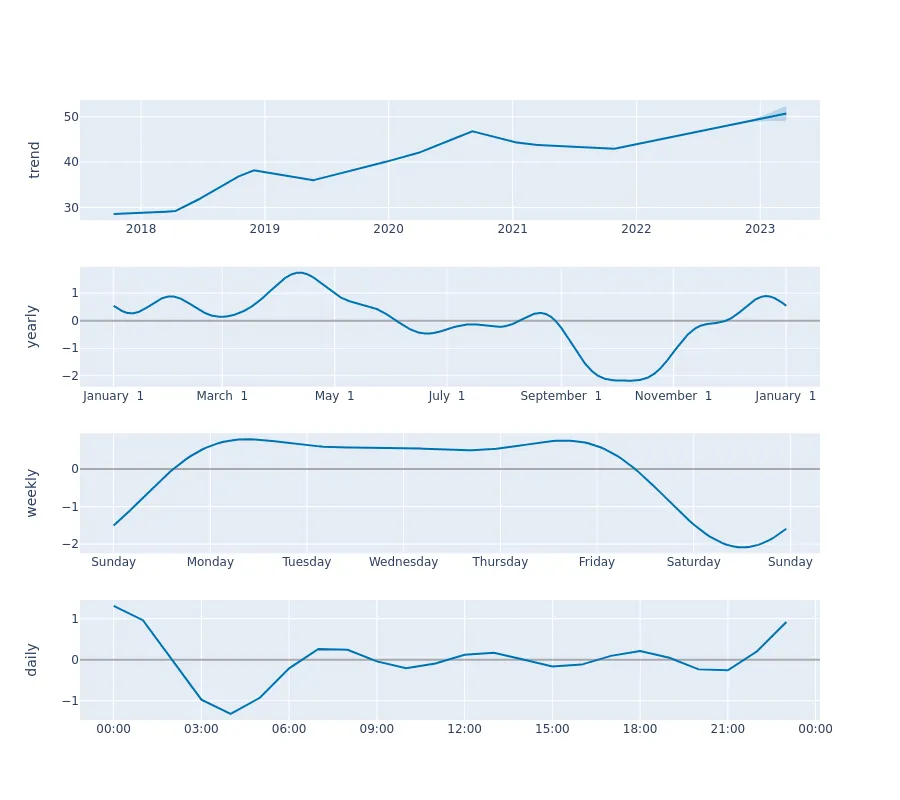 trend
50
40
30
2018 2019 2020 2021 2022 2023
yearly
1
0
−1
−2
January 1 March 1 May 1 July 1 September 1 November 1 January 1
weekly
0
−1
−2
Sunday Monday Tuesday Wednesday Thursday Friday Saturday Sunday
daily
1
0
−1
00:00 03:00 06:00 09:00 12:00 15:00 18:00 21:00 00:00